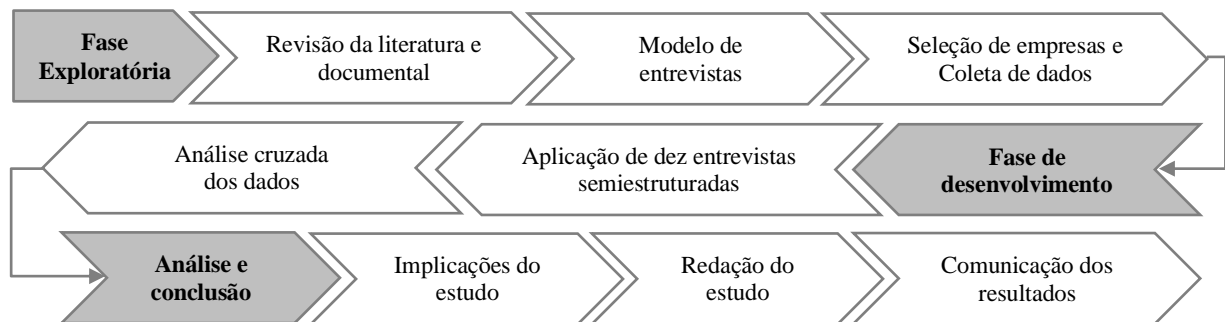 Fase
Exploratória
Revisão da literatura e
documental
Modelo de
entrevistas
Seleção de empresas e
Coleta de dados
Fase de
desenvolvimento
Aplicação de dez entrevistas
semiestruturadas
Análise cruzada
dos dados
Análise e
conclusão
Implicações do
estudo
Redação do
estudo
Comunicação dos
resultados